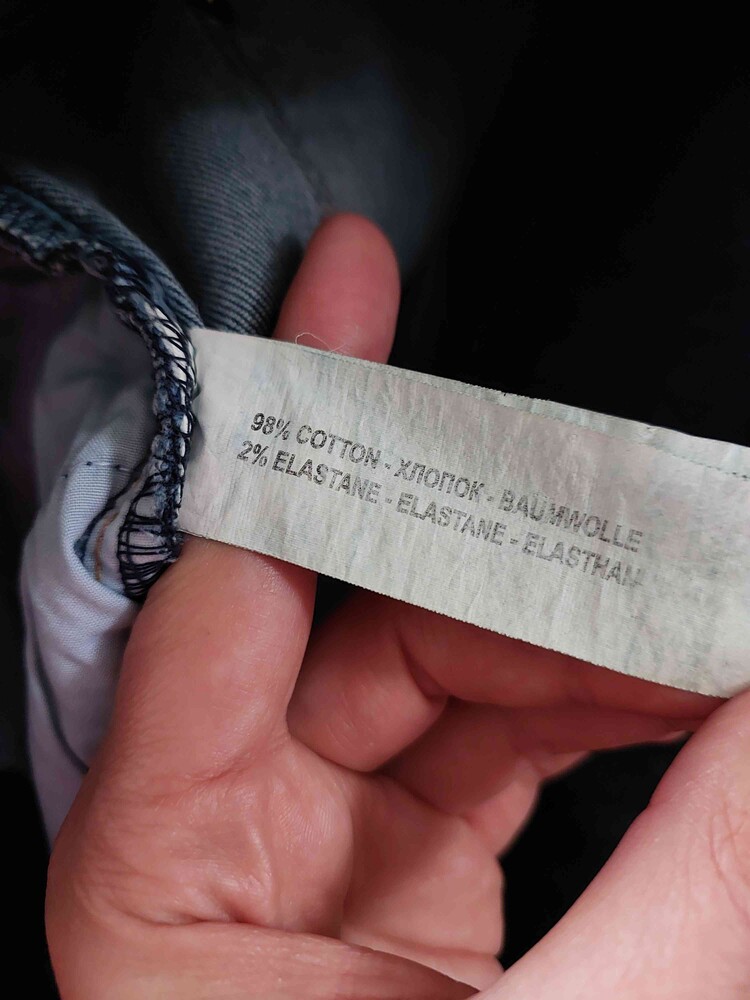 98% COTTON - ХЛОПОК - BAUMWOLLE
2% ELASTANE - ELASTANE - ELASTHAN